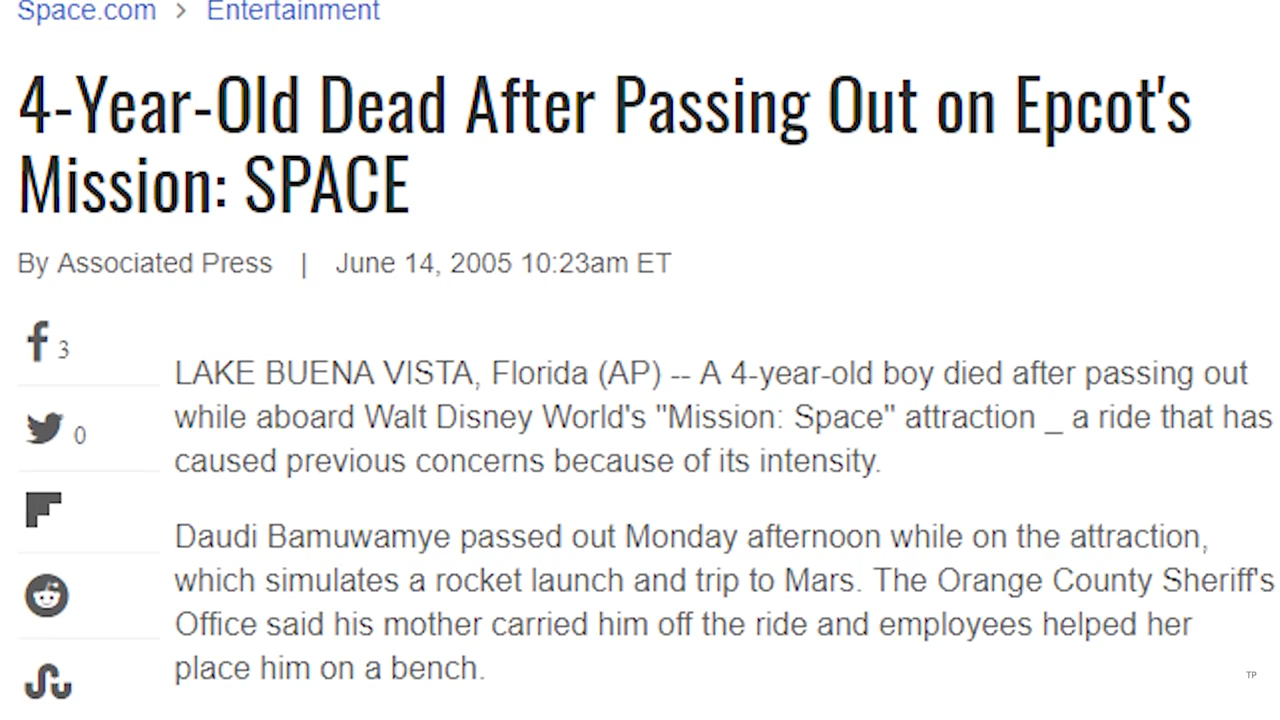 Space.com > Entertainment
4-Year-Old Dead After Passing Out on Epcot's
Mission: SPACE
By Associated Press | June 14, 2005 10:23am ET
3
LAKE BUENA VISTA, Florida (AP) -- A 4-year-old boy died after passing out
while aboard Walt Disney World's "Mission: Space" attraction _ a ride that has
caused previous concerns because of its intensity.
0
Daudi Bamuwamye passed out Monday afternoon while on the attraction,
which simulates a rocket launch and trip to Mars. The Orange County Sheriff's
Office said his mother carried him off the ride and employees helped her
place him on a bench.
TP